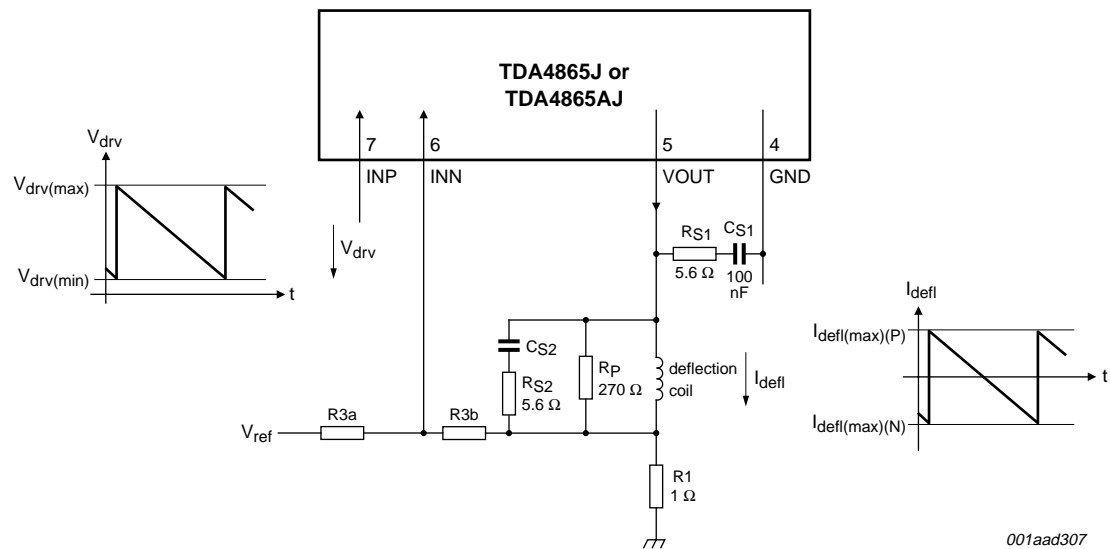 TDA4865J or
TDA4865AJ
7
6
5
4
INP
INN
VOUT
GND
Vdrv
Vdrv(max)
Vdrv(min)
t
Vdrv
RS1
5.6 Ω
CS1
100
nF
CS2
RS2
5.6 Ω
RP
270 Ω
deflection
coil
Idefl
Idefl
Idefl(max)(P)
t
Idefl(max)(N)
Vref
R3a
R3b
R1
1 Ω
001aad307